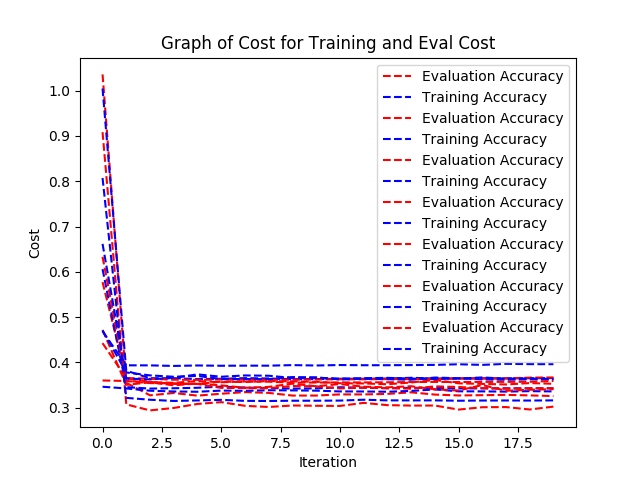 Graph of Cost for Training and Eval Cost
Evaluation Accuracy
Training Accuracy
Evaluation Accuracy
Training Accuracy
Evaluation Accuracy
Training Accuracy
Evaluation Accuracy
Training Accuracy
Evaluation Accuracy
Training Accuracy
Evaluation Accuracy
Training Accuracy
Evaluation Accuracy
Training Accuracy
Cost
1.0
0.9
0.8
0.7
0.6
0.5
0.4
0.3
0.0 2.5 5.0 7.5 10.0 12.5 15.0 17.5
Iteration